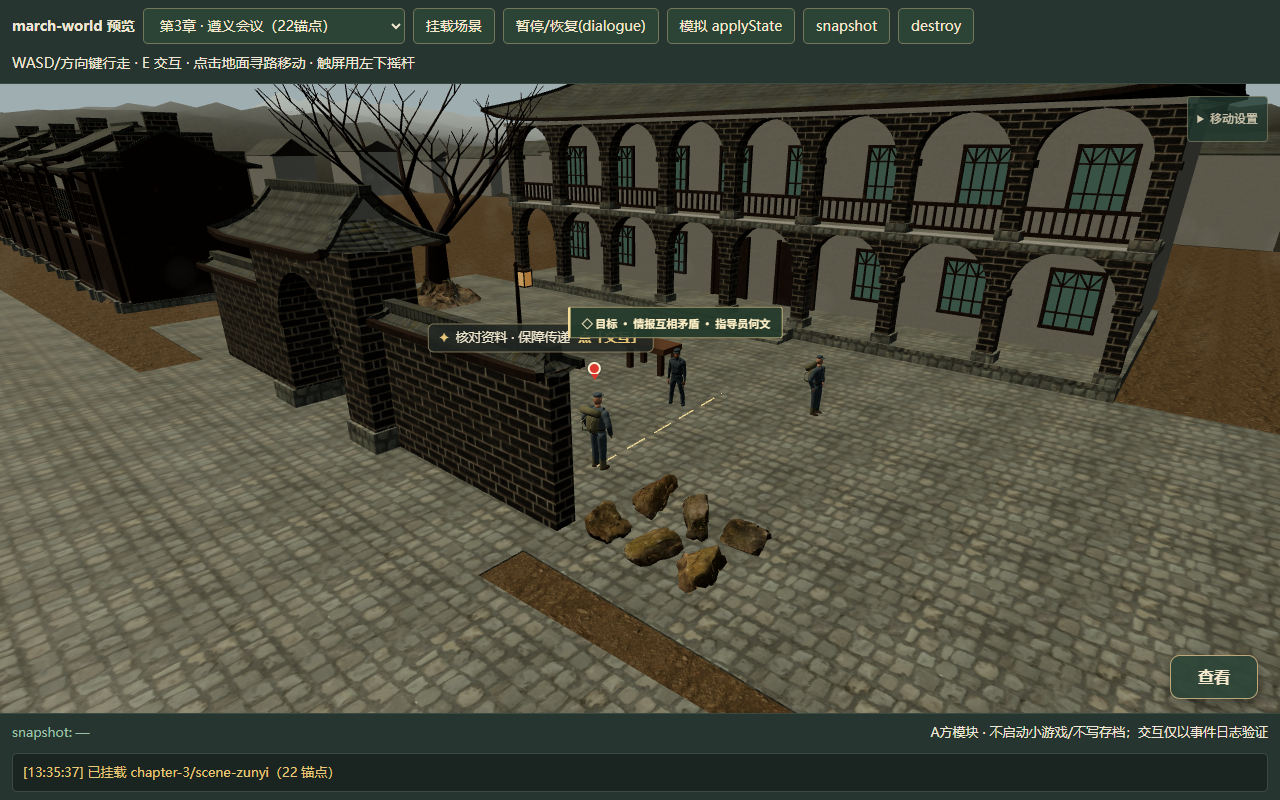 march-world 预览
第3章 · 遵义会议（22锚点）
挂载场景
暂停/恢复(dialogue)
模拟 applyState
snapshot
destroy
WASD/方向键行走 · E 交互 · 点击地面寻路移动 · 触屏用左下摇杆
▶ 移动设置
◇ 目标 · 情报互相矛盾 · 指导员何文
✦ 核对资料 · 保障传递
查看
snapshot: —
A方模块 · 不启动小游戏/不写存档；交互仅以事件日志验证
[13:35:37] 已挂载 chapter-3/scene-zunyi（22 锚点）